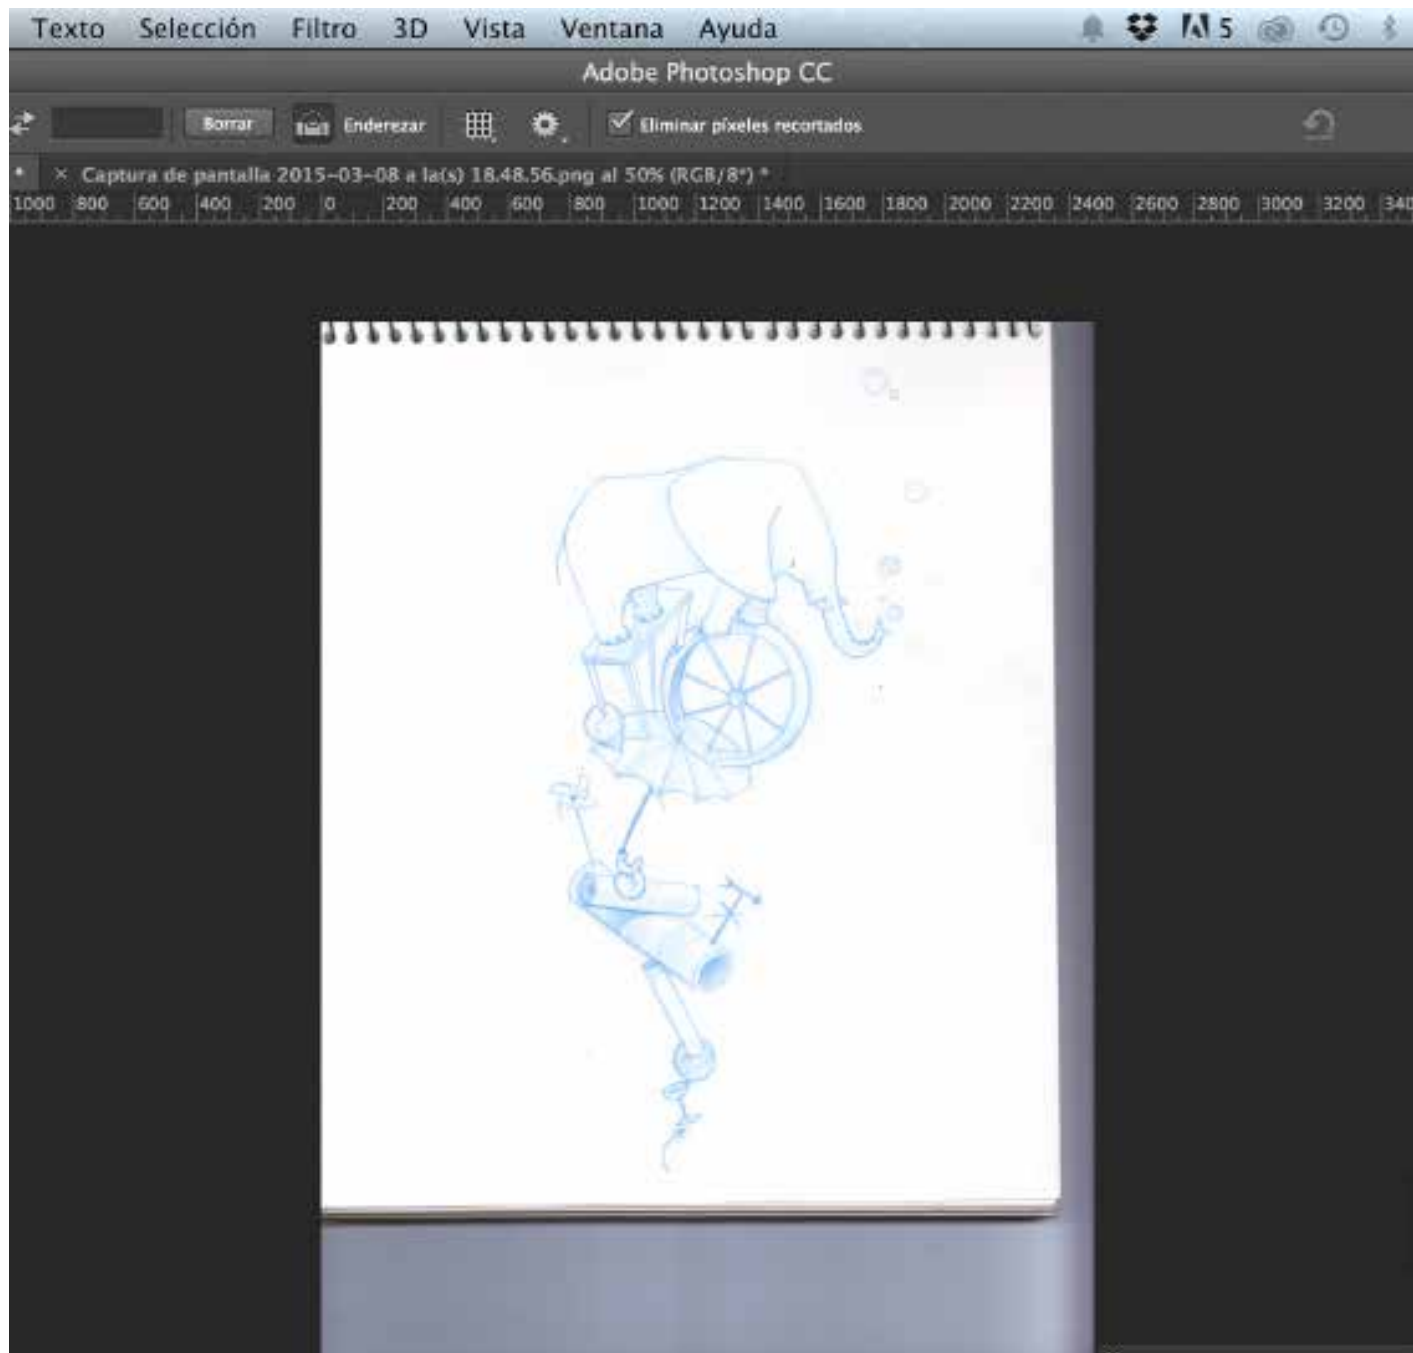 Texto Selección Filtro 3D Vista Ventana Ayuda 5
Adobe Photoshop CC
Borrar Enderezar Eliminar píxeles recortados
× Captura de pantalla 2015-03-08 a la(s) 18.48.56.png al 50% (RGB/8*) *
1000 800 600 400 200 0 200 400 600 800 1000 1200 1400 1600 1800 2000 2200 2400 2600 2800 3000 3200 340